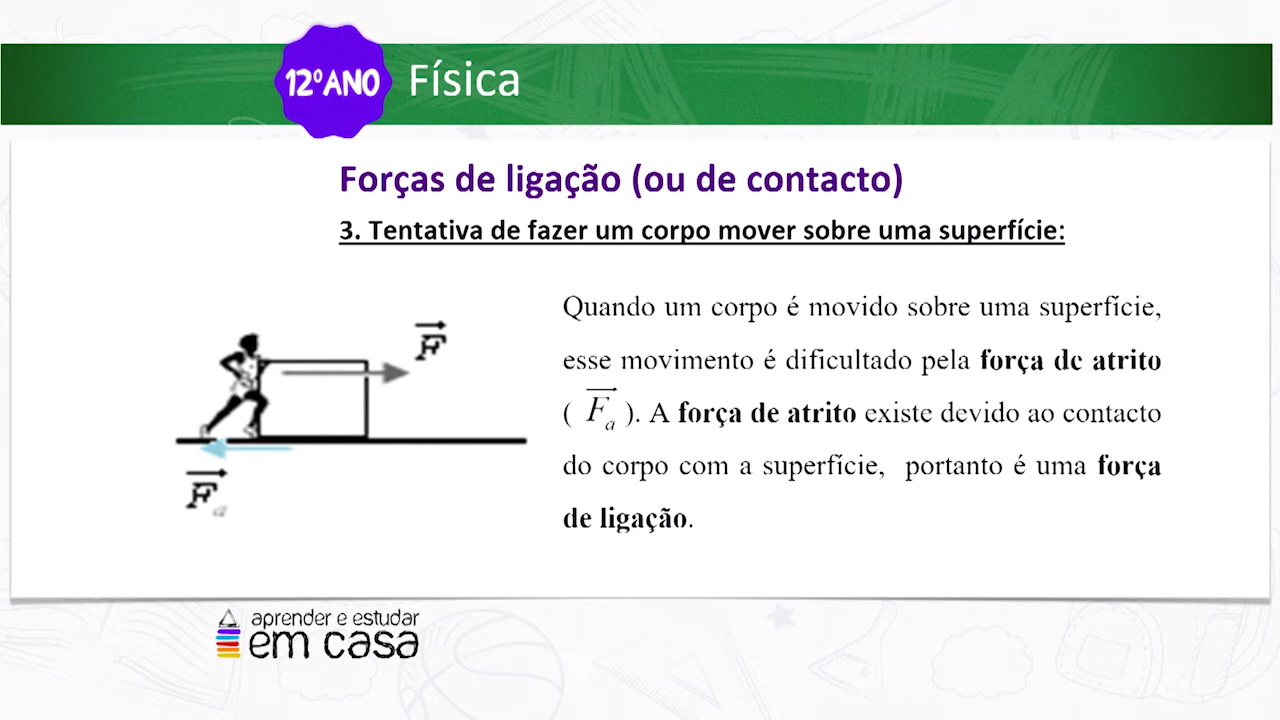 12ºANO Física
Forças de ligação (ou de contacto)
3. Tentativa de fazer um corpo mover sobre uma superfície:
F
Fa
Quando um corpo é movido sobre uma superfície,
esse movimento é dificultado pela força de atrito
( Fa ). A força de atrito existe devido ao contacto
do corpo com a superfície, portanto é uma força
de ligação.
aprender e estudar
em casa